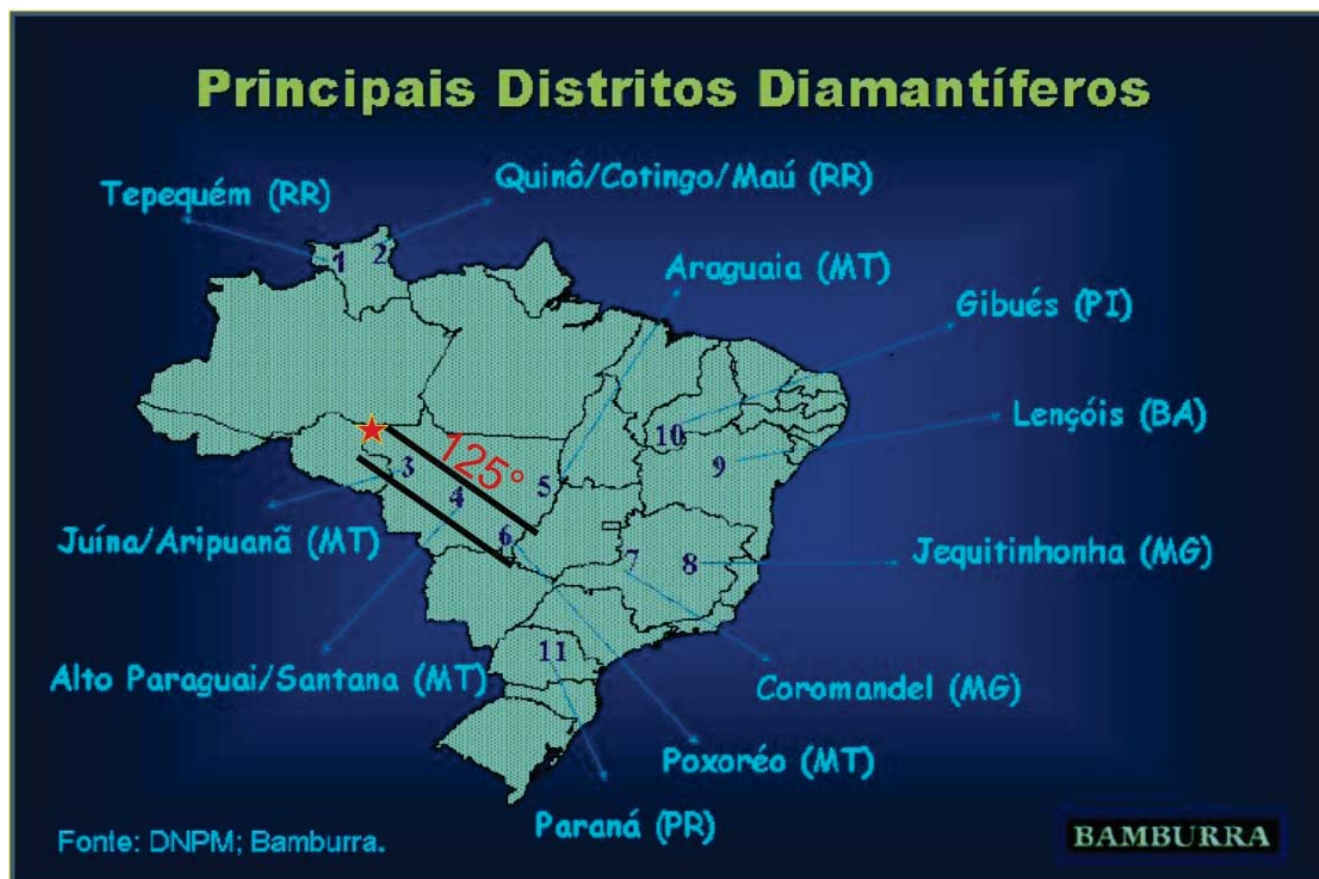 Principais Distritos Diamantíferos
Quinô/Cotingo/Maú (RR)
Tepequém (RR)
1
2
Araguaia (MT)
Gibués (PI)
Lençóis (BA)
10
9
125°
3
4
5
6
Juína/Aripuanã (MT)
7
8
Jequitinhonha (MG)
11
Alto Paraguai/Santana (MT)
Coromandel (MG)
Poxoréo (MT)
Paraná (PR)
Fonte: DNPM; Bamburra.
BAMBURRA